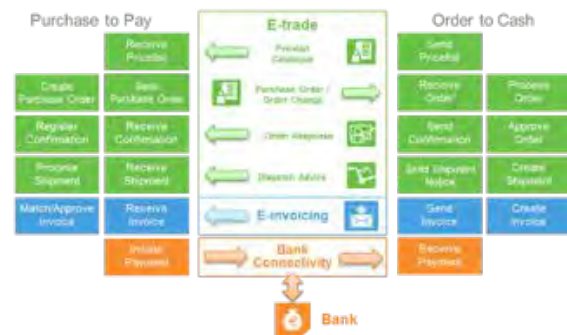 Purchase to Pay
E-trade
Order to Cash
Receive
Pricelist
Product
Catalogue
Send
Pricelist
Create
Purchase Order
Send
Purchase Order
Purchase Order /
Order Change
Receive
Order
Process
Order
Register
Confirmation
Receive
Confirmation
Order Response
Send
Confirmation
Approve
Order
Process
Shipment
Receive
Shipment
Dispatch Advice
Send Shipment
Notice
Create
Shipment
Match/Approve
Invoice
Receive
Invoice
E-invoicing
Send
Invoice
Create
Invoice
Initiate
Payment
Bank
Connectivity
Receive
Payment
Bank